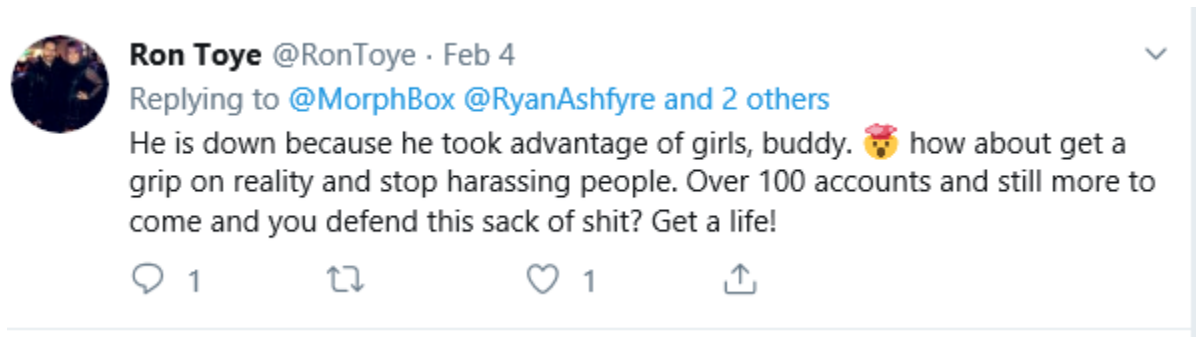 Ron Toye @RonToye · Feb 4
Replying to @MorphBox @RyanAshfyre and 2 others
He is down because he took advantage of girls, buddy. 🤯 how about get a
grip on reality and stop harassing people. Over 100 accounts and still more to
come and you defend this sack of shit? Get a life!
1 1